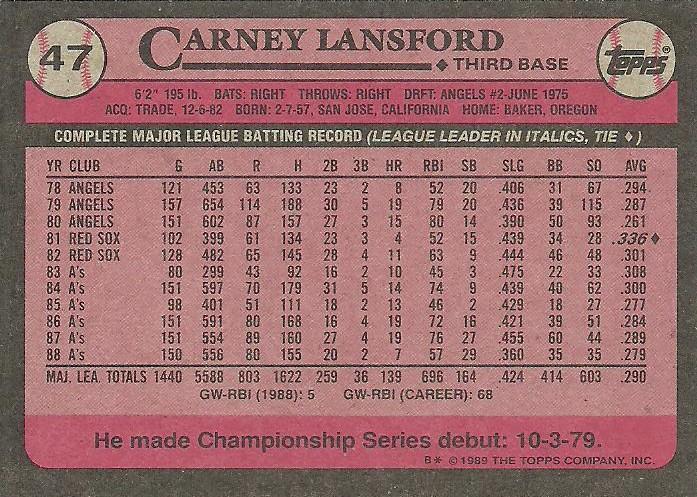 47
CARNEY LANSFORD
♦ THIRD BASE
topps®
6'2" 195 lb. BATS: RIGHT THROWS: RIGHT DRFT: ANGELS #2-JUNE 1975
ACQ: TRADE, 12-6-82 BORN: 2-7-57, SAN JOSE, CALIFORNIA HOME: BAKER, OREGON
COMPLETE MAJOR LEAGUE BATTING RECORD (LEAGUE LEADER IN ITALICS, TIE ♦)
YR CLUB G AB R H 2B 3B HR RBI SB SLG BB SO AVG
78 ANGELS 121 453 63 133 23 2 8 52 20 .406 31 67 .294
79 ANGELS 157 654 114 188 30 5 19 79 20 .436 39 115 .287
80 ANGELS 151 602 87 157 27 3 15 80 14 .390 50 93 .261
81 RED SOX 102 399 61 134 23 3 4 52 15 .439 34 28 .336♦
82 RED SOX 128 482 65 145 28 4 11 63 9 .444 46 48 .301
83 A's 80 299 43 92 16 2 10 45 3 .475 22 33 .308
84 A's 151 597 70 179 31 5 14 74 9 .439 40 62 .300
85 A's 98 401 51 111 18 2 13 46 2 .429 18 27 .277
86 A's 151 591 80 168 16 4 19 72 16 .421 39 51 .284
87 A's 151 554 89 160 27 4 19 76 27 .455 60 44 .289
88 A's 150 556 80 155 20 2 7 57 29 .360 35 35 .279
MAJ. LEA. TOTALS 1440 5588 803 1622 259 36 139 696 164 .424 414 603 .290
GW-RBI (1988): 5 GW-RBI (CAREER): 68
He made Championship Series debut: 10-3-79.
B* © 1989 THE TOPPS COMPANY, INC.